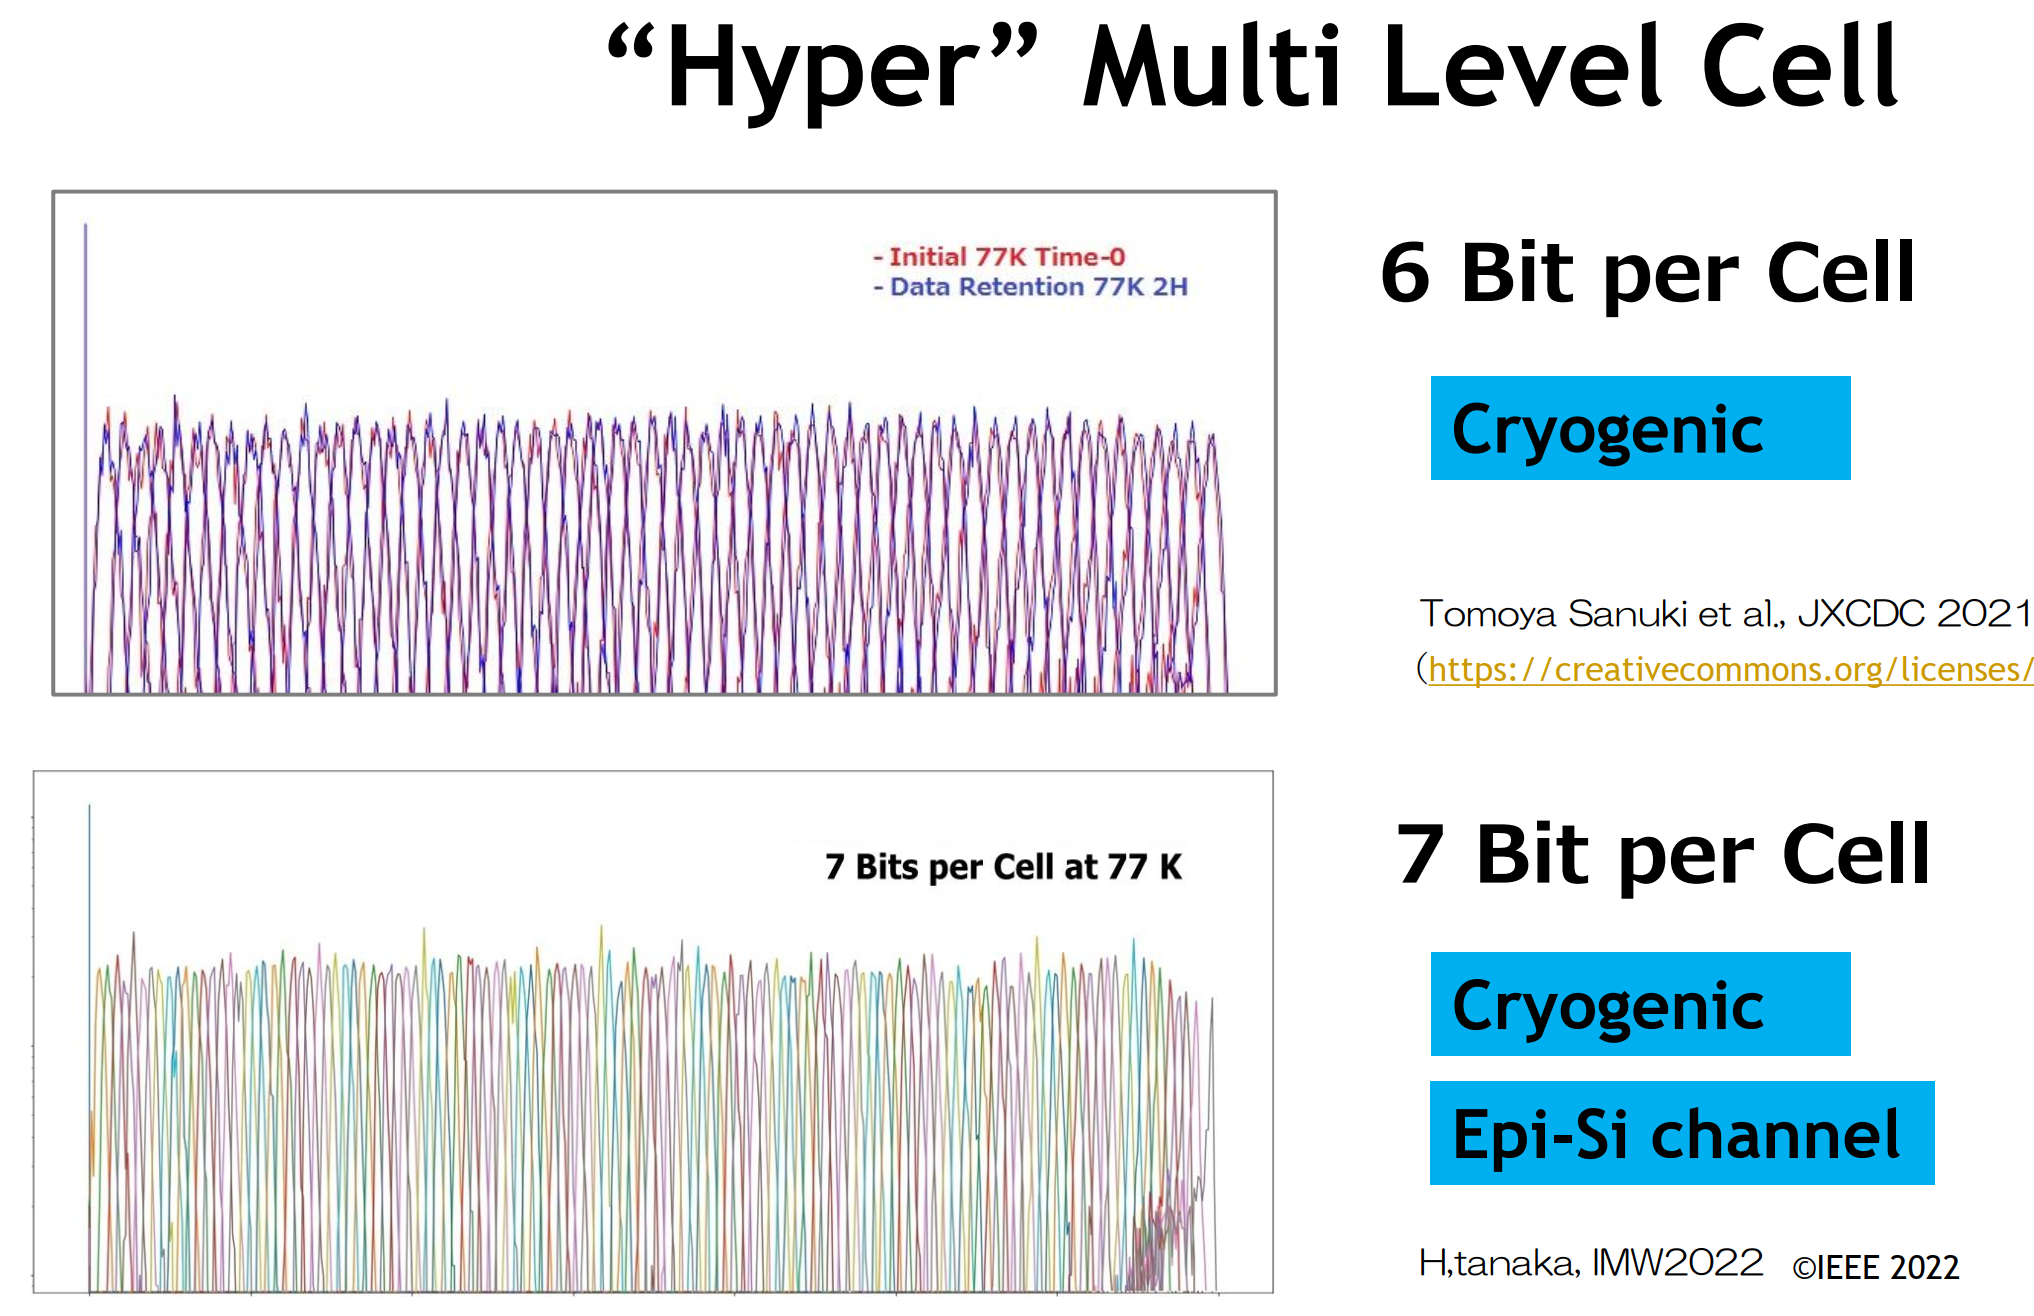 “Hyper” Multi Level Cell
- Initial 77K Time-0
- Data Retention 77K 2H
6 Bit per Cell
Cryogenic
Tomoya Sanuki et al., JXCDC 2021
(https://creativecommons.org/licenses/
7 Bits per Cell at 77 K
7 Bit per Cell
Cryogenic
Epi-Si channel
H,tanaka, IMW2022 ©IEEE 2022